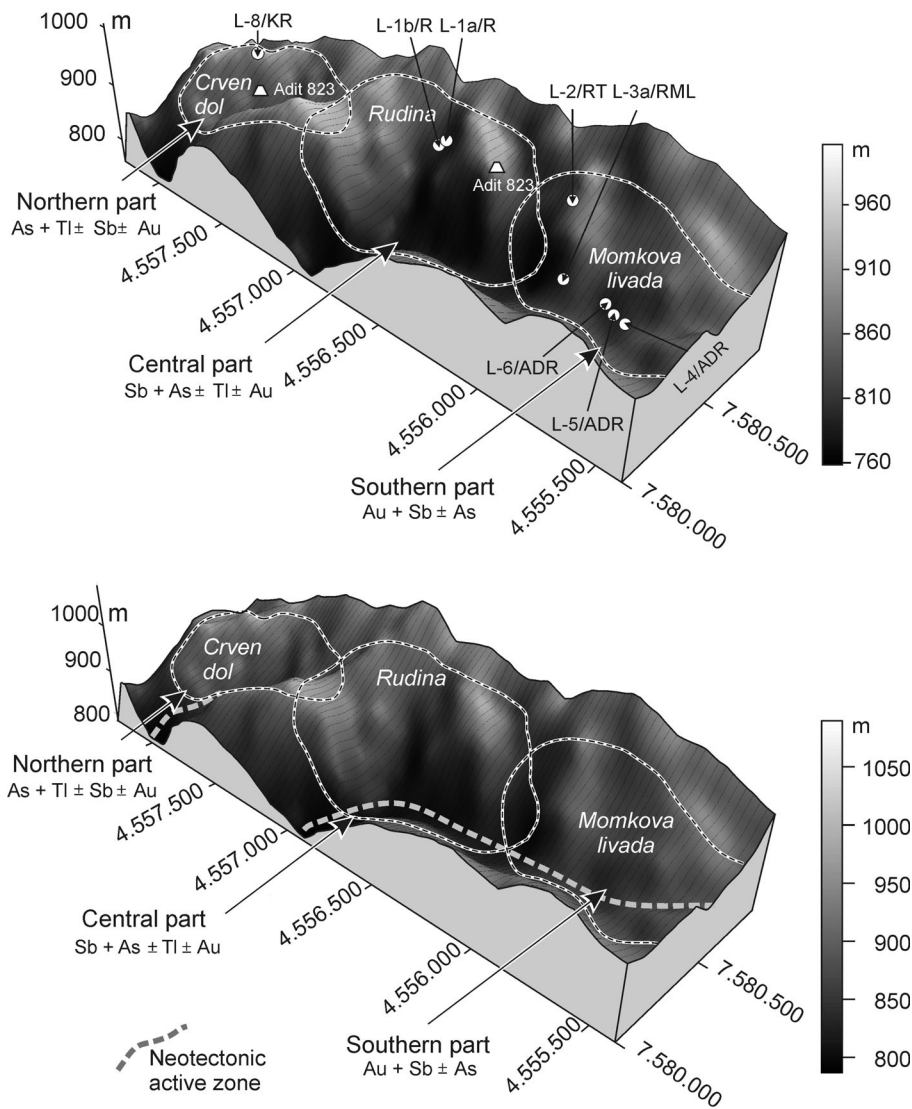 1000 m
900
800
L-8/KR
L-1b/R L-1a/R
L-2/RT L-3a/RML
Crven
dol
Adit 823
Rudina
Adit 823
Momkova
livada
Northern part
As + Tl ± Sb ± Au
Central part
Sb + As ± Tl ± Au
Southern part
Au + Sb ± As
L-6/ADR
L-5/ADR
L-4/ADR
4.557.500
4.557.000
4.556.500
4.556.000
4.555.500
7.580.000
7.580.500
m
960
910
860
810
760
1000 m
900
800
Crven
dol
Rudina
Momkova
livada
Northern part
As + Tl ± Sb ± Au
Central part
Sb + As ± Tl ± Au
Southern part
Au + Sb ± As
4.557.500
4.557.000
4.556.500
4.556.000
4.555.500
7.580.000
7.580.500
m
1050
1000
950
900
850
800
Neotectonic
active zone